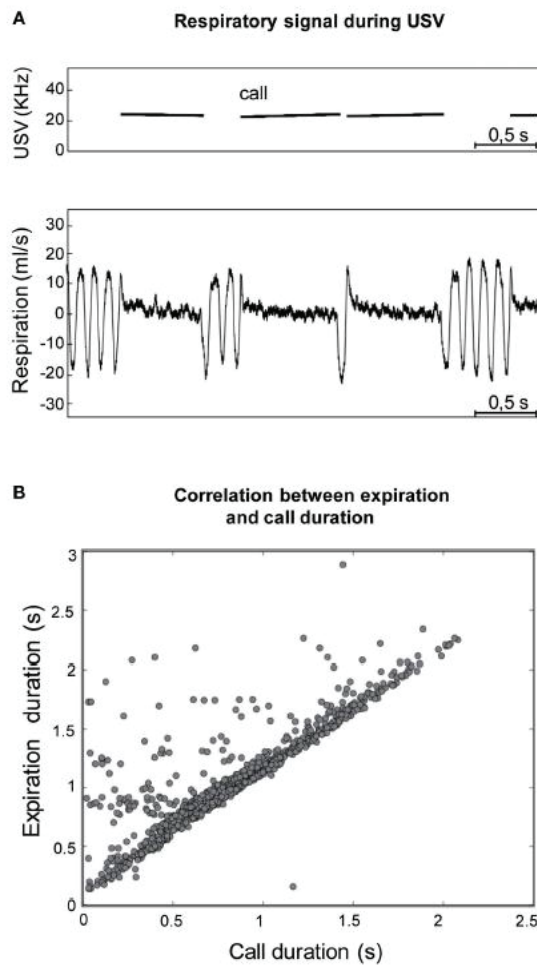 A
Respiratory signal during USV
USV (KHz)
40
20
0
call
0,5 s
Respiration (ml/s)
30
20
10
0
-10
-20
-30
0,5 s
B
Correlation between expiration
and call duration
Expiration duration (s)
3
2.5
2
1.5
1
0.5
0
0
0.5
1
1.5
2
2.5
Call duration (s)